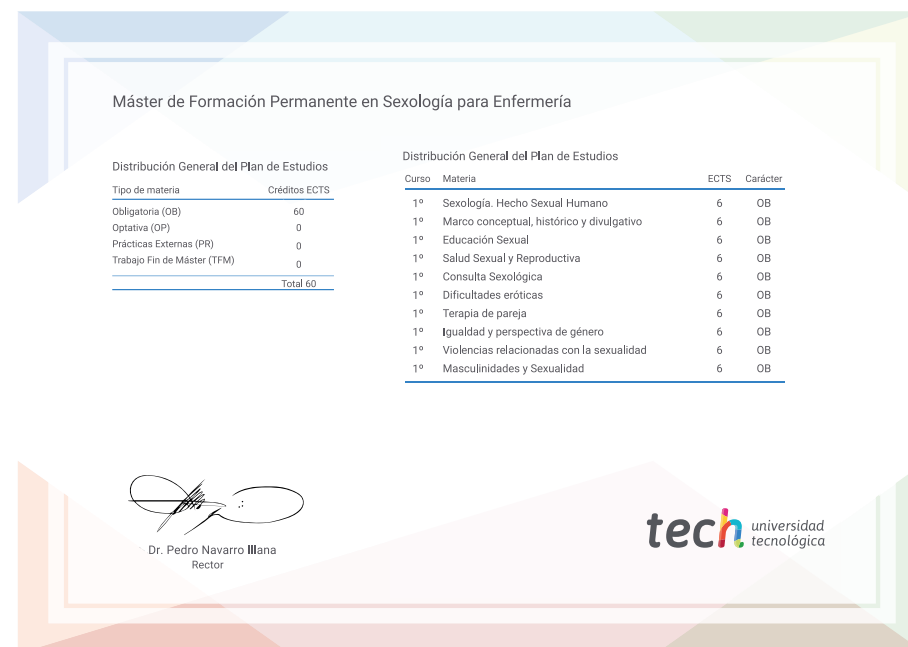 Máster de Formación Permanente en Sexología para Enfermería
Distribución General del Plan de Estudios
Tipo de materia Créditos ECTS
Obligatoria (OB) 60
Optativa (OP) 0
Prácticas Externas (PR) 0
Trabajo Fin de Máster (TFM) 0
Total 60
Distribución General del Plan de Estudios
Curso Materia ECTS Carácter
1º Sexología. Hecho Sexual Humano 6 OB
1º Marco conceptual, histórico y divulgativo 6 OB
1º Educación Sexual 6 OB
1º Salud Sexual y Reproductiva 6 OB
1º Consulta Sexológica 6 OB
1º Dificultades eróticas 6 OB
1º Terapia de pareja 6 OB
1º Igualdad y perspectiva de género 6 OB
1º Violencias relacionadas con la sexualidad 6 OB
1º Masculinidades y Sexualidad 6 OB
Dr. Pedro Navarro Illana
Rector
tech universidad
tecnológica